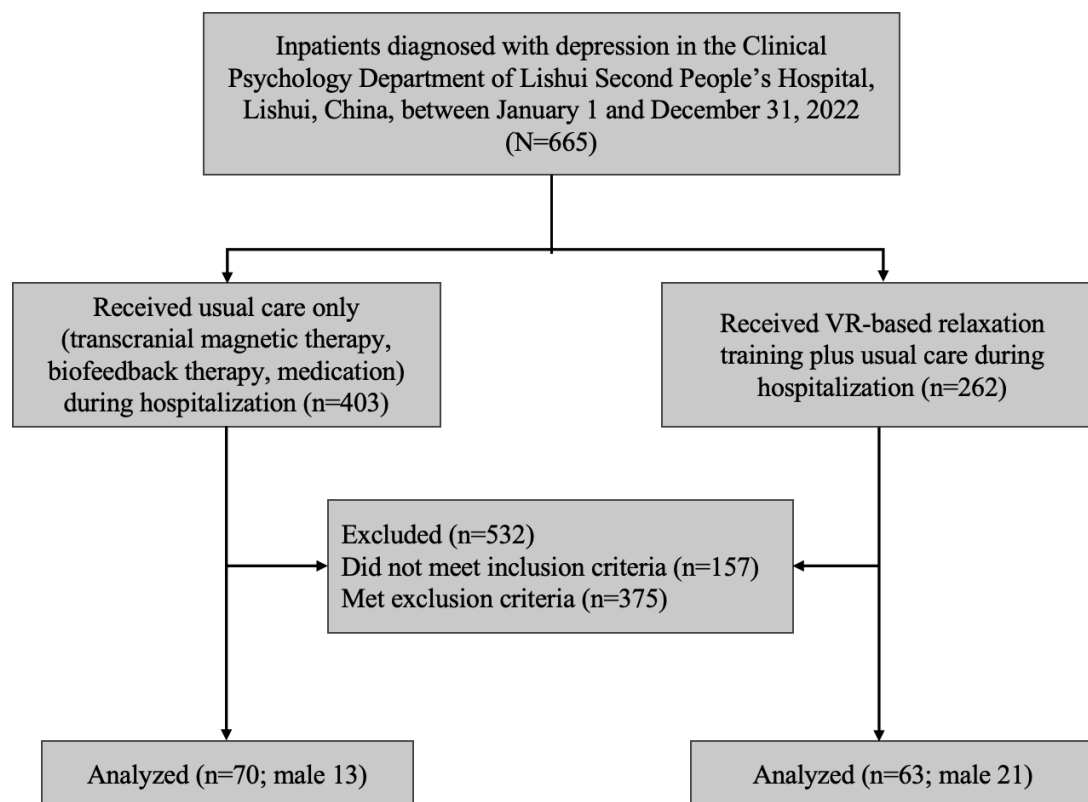 Inpatients diagnosed with depression in the Clinical
Psychology Department of Lishui Second People’s Hospital,
Lishui, China, between January 1 and December 31, 2022
(N=665)
Received usual care only
(transcranial magnetic therapy,
biofeedback therapy, medication)
during hospitalization (n=403)
Received VR-based relaxation
training plus usual care during
hospitalization (n=262)
Excluded (n=532)
Did not meet inclusion criteria (n=157)
Met exclusion criteria (n=375)
Analyzed (n=70; male 13)
Analyzed (n=63; male 21)